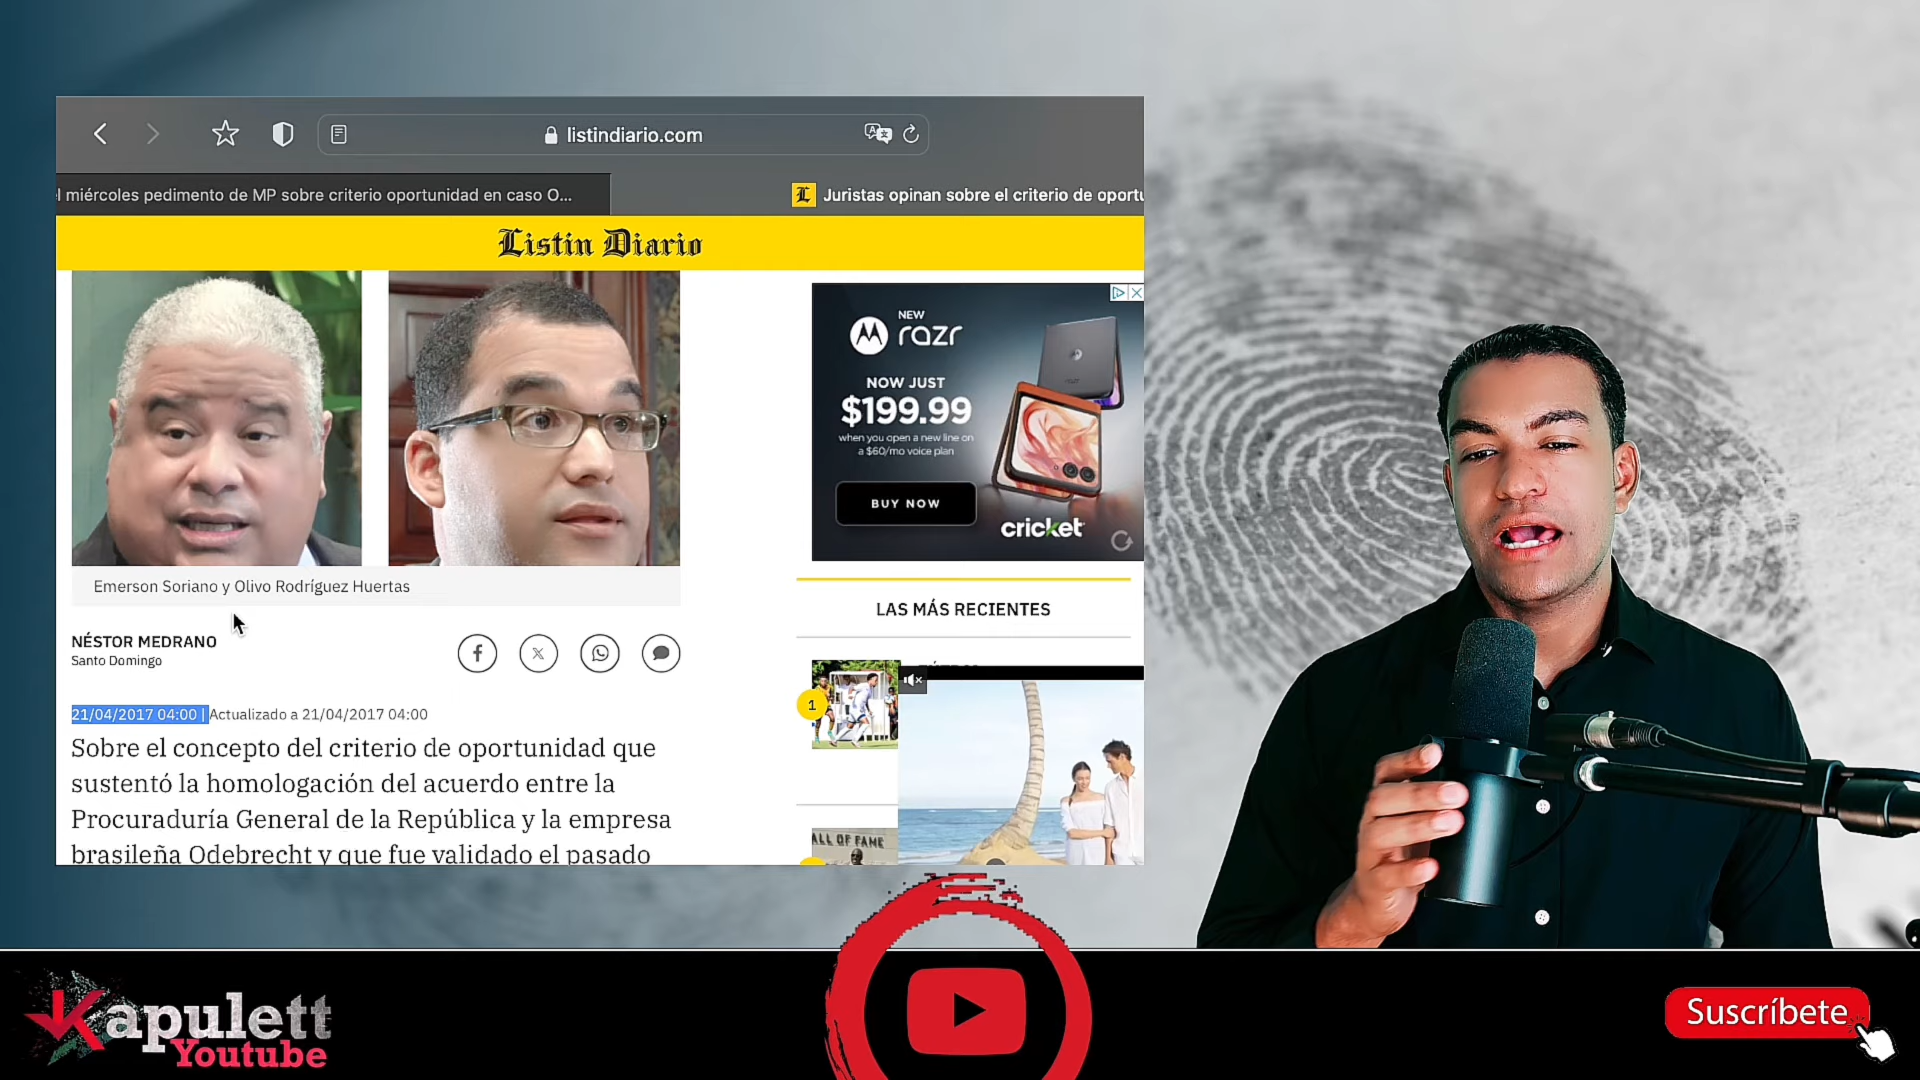 listindiario.com
l miércoles pedimento de MP sobre criterio oportunidad en caso O...
L Juristas opinan sobre el criterio de oportu
Listin Diario
Emerson Soriano y Olivo Rodríguez Huertas
NÉSTOR MEDRANO
Santo Domingo
21/04/2017 04:00 | Actualizado a 21/04/2017 04:00
Sobre el concepto del criterio de oportunidad que
sustentó la homologación del acuerdo entre la
Procuraduría General de la República y la empresa
brasileña Odebrecht y que fue validado el pasado
NEW
razr
NOW JUST
$199.99
when you open a new line on
a $60/mo voice plan
BUY NOW
cricket
LAS MÁS RECIENTES
1
ALL OF FAME
Kapulett
Youtube
Suscríbete